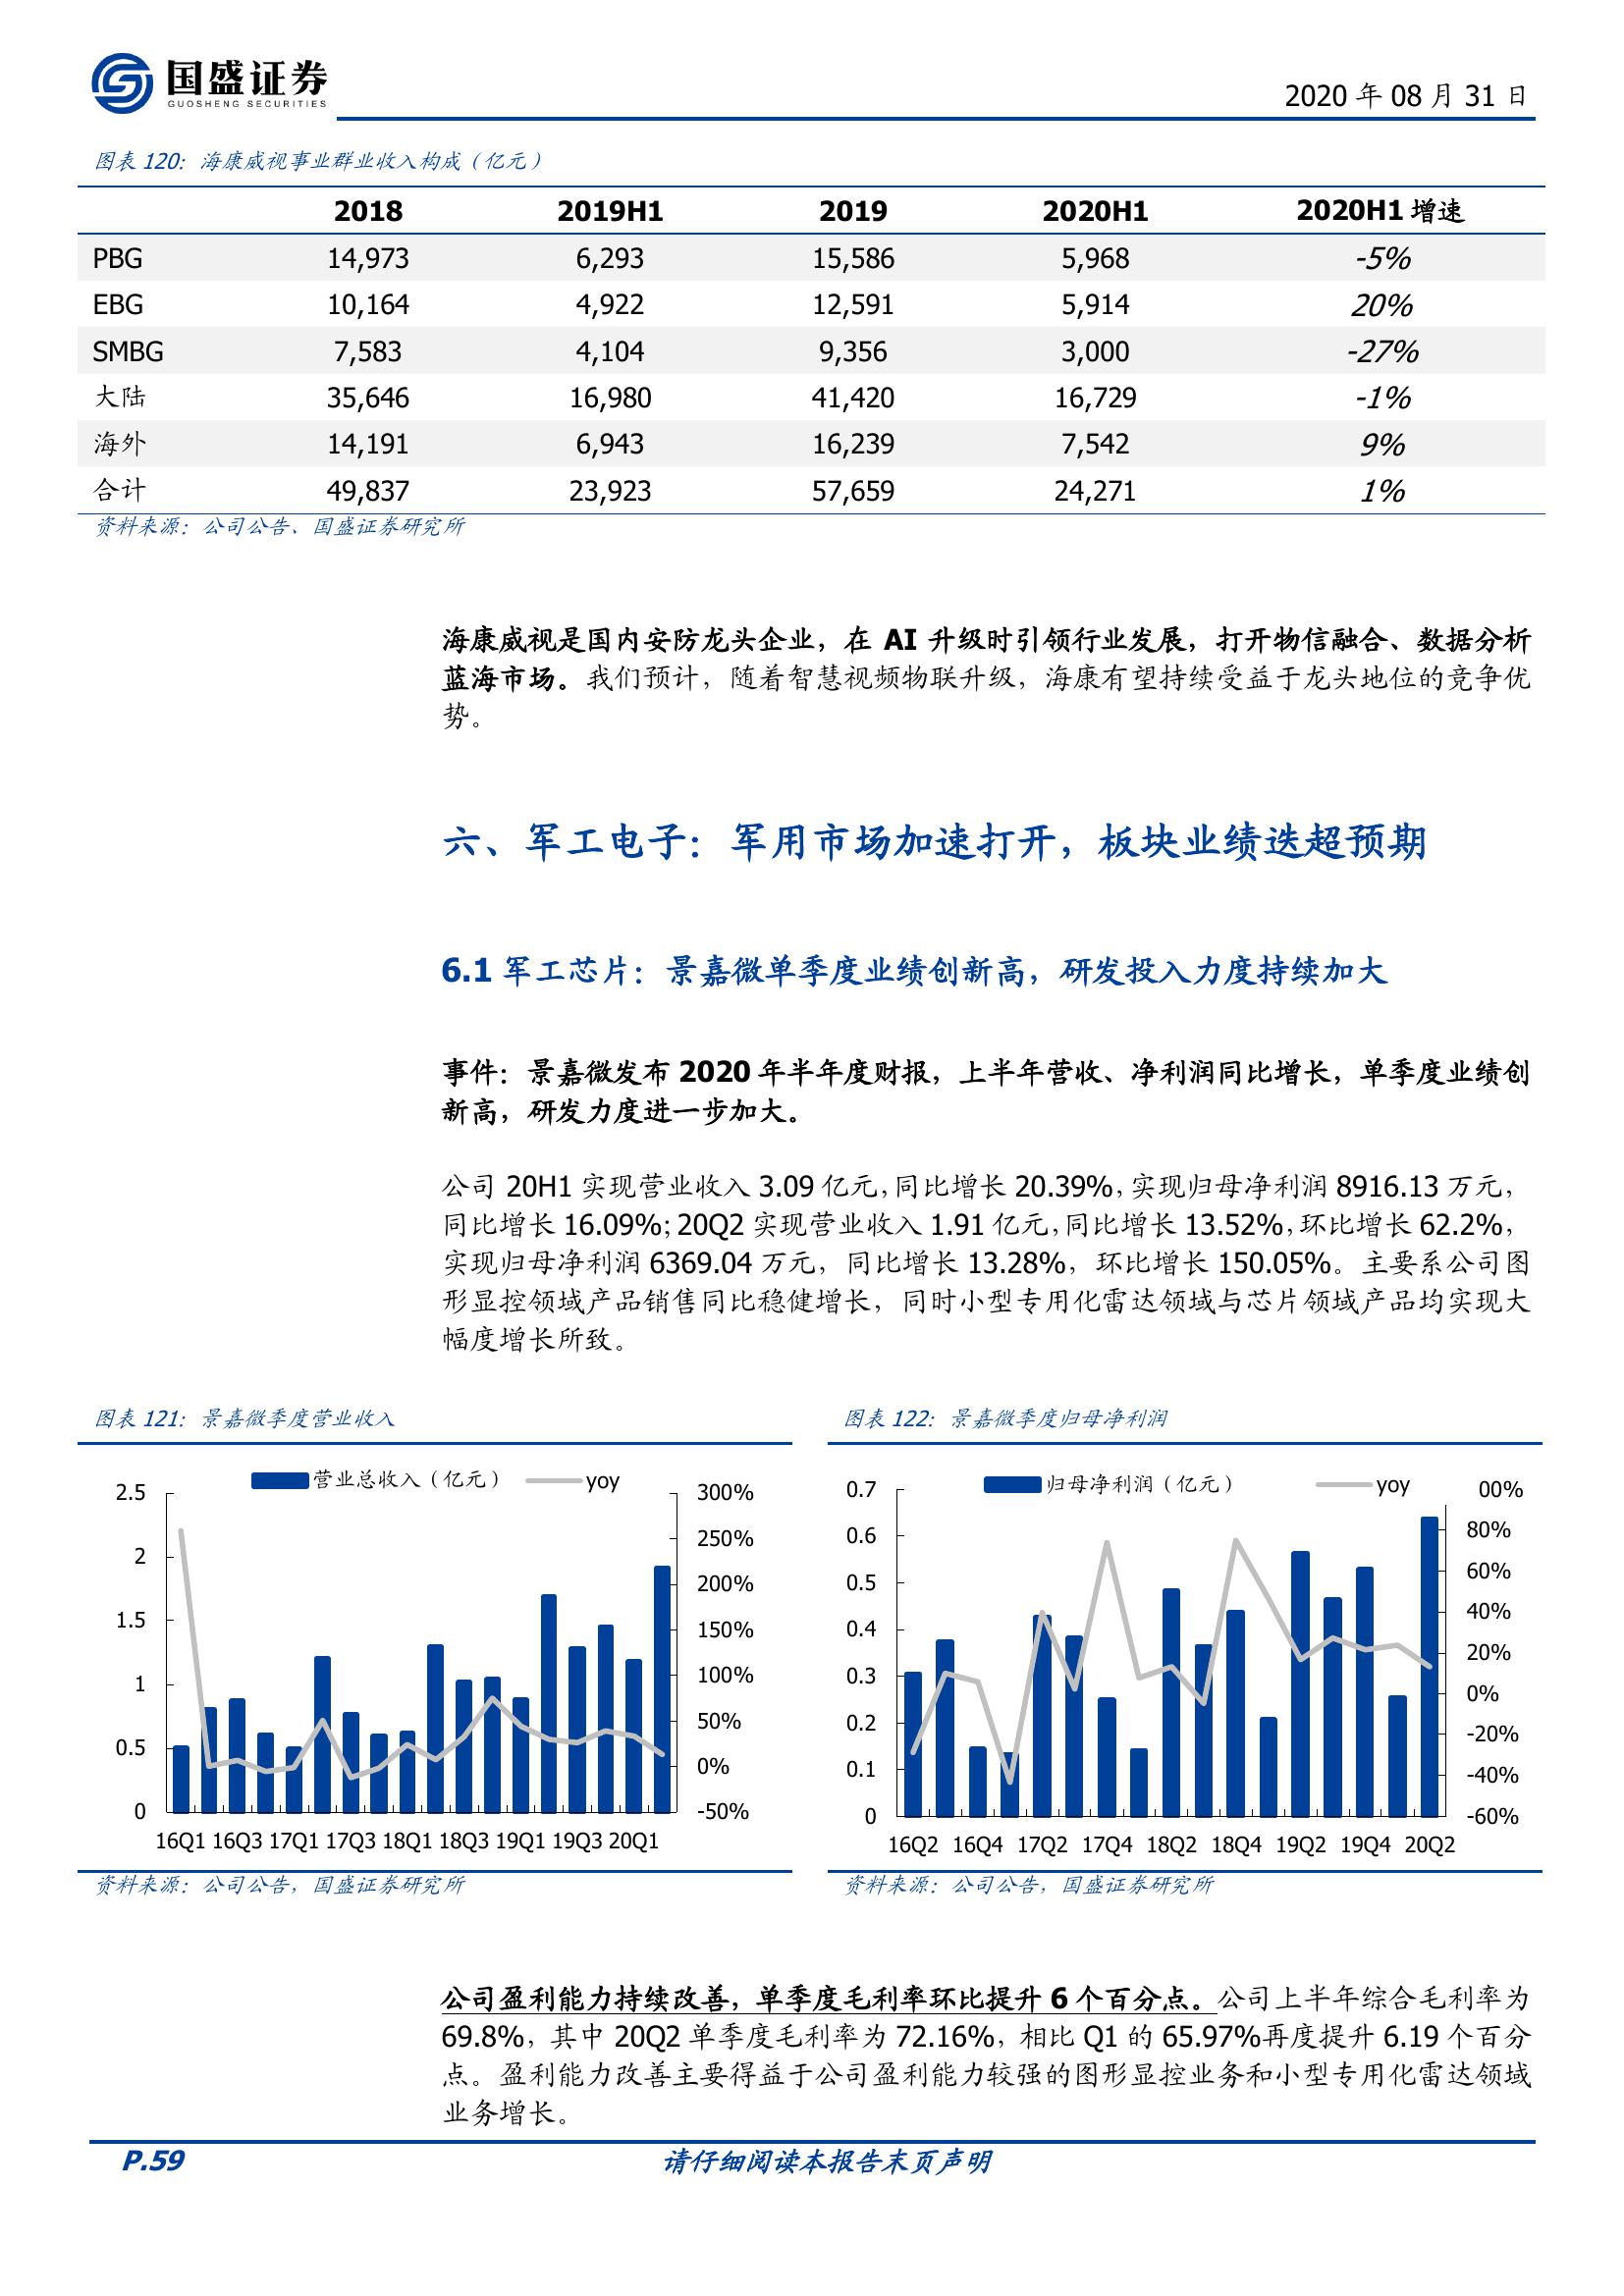 国盛证券
GUOSHENG SECURITIES
2020 年 08 月 31 日
图表 120：海康威视事业群业收入构成（亿元）
2018 2019H1 2019 2020H1 2020H1 增速
PBG 14,973 6,293 15,586 5,968 -5%
EBG 10,164 4,922 12,591 5,914 20%
SMBG 7,583 4,104 9,356 3,000 -27%
大陆 35,646 16,980 41,420 16,729 -1%
海外 14,191 6,943 16,239 7,542 9%
合计 49,837 23,923 57,659 24,271 1%
资料来源：公司公告、国盛证券研究所
海康威视是国内安防龙头企业，在 AI 升级时引领行业发展，打开物信融合、数据分析
蓝海市场。我们预计，随着智慧视频物联升级，海康有望持续受益于龙头地位的竞争优
势。
六、军工电子：军用市场加速打开，板块业绩迭超预期
6.1 军工芯片：景嘉微单季度业绩创新高，研发投入力度持续加大
事件：景嘉微发布 2020 年半年度财报，上半年营收、净利润同比增长，单季度业绩创
新高，研发力度进一步加大。
公司 20H1 实现营业收入 3.09 亿元，同比增长 20.39%，实现归母净利润 8916.13 万元，
同比增长 16.09%；20Q2 实现营业收入 1.91 亿元，同比增长 13.52%，环比增长 62.2%，
实现归母净利润 6369.04 万元，同比增长 13.28%，环比增长 150.05%。主要系公司图
形显控领域产品销售同比稳健增长，同时小型专用化雷达领域与芯片领域产品均实现大
幅度增长所致。
图表 121：景嘉微季度营业收入
营业总收入（亿元） yoy
2.5 300%
250%
2 200%
1.5 150%
1 100%
50%
0.5 0%
0 -50%
16Q1 16Q3 17Q1 17Q3 18Q1 18Q3 19Q1 19Q3 20Q1
资料来源：公司公告，国盛证券研究所
图表 122：景嘉微季度归母净利润
归母净利润（亿元） yoy
0.7 00%
0.6 80%
0.5 60%
0.4 40%
0.3 20%
0%
0.2 -20%
0.1 -40%
0 -60%
16Q2 16Q4 17Q2 17Q4 18Q2 18Q4 19Q2 19Q4 20Q2
资料来源：公司公告，国盛证券研究所
公司盈利能力持续改善，单季度毛利率环比提升 6 个百分点。公司上半年综合毛利率为
69.8%，其中 20Q2 单季度毛利率为 72.16%，相比 Q1 的 65.97%再度提升 6.19 个百分
点。盈利能力改善主要得益于公司盈利能力较强的图形显控业务和小型专用化雷达领域
业务增长。
P.59 请仔细阅读本报告末页声明